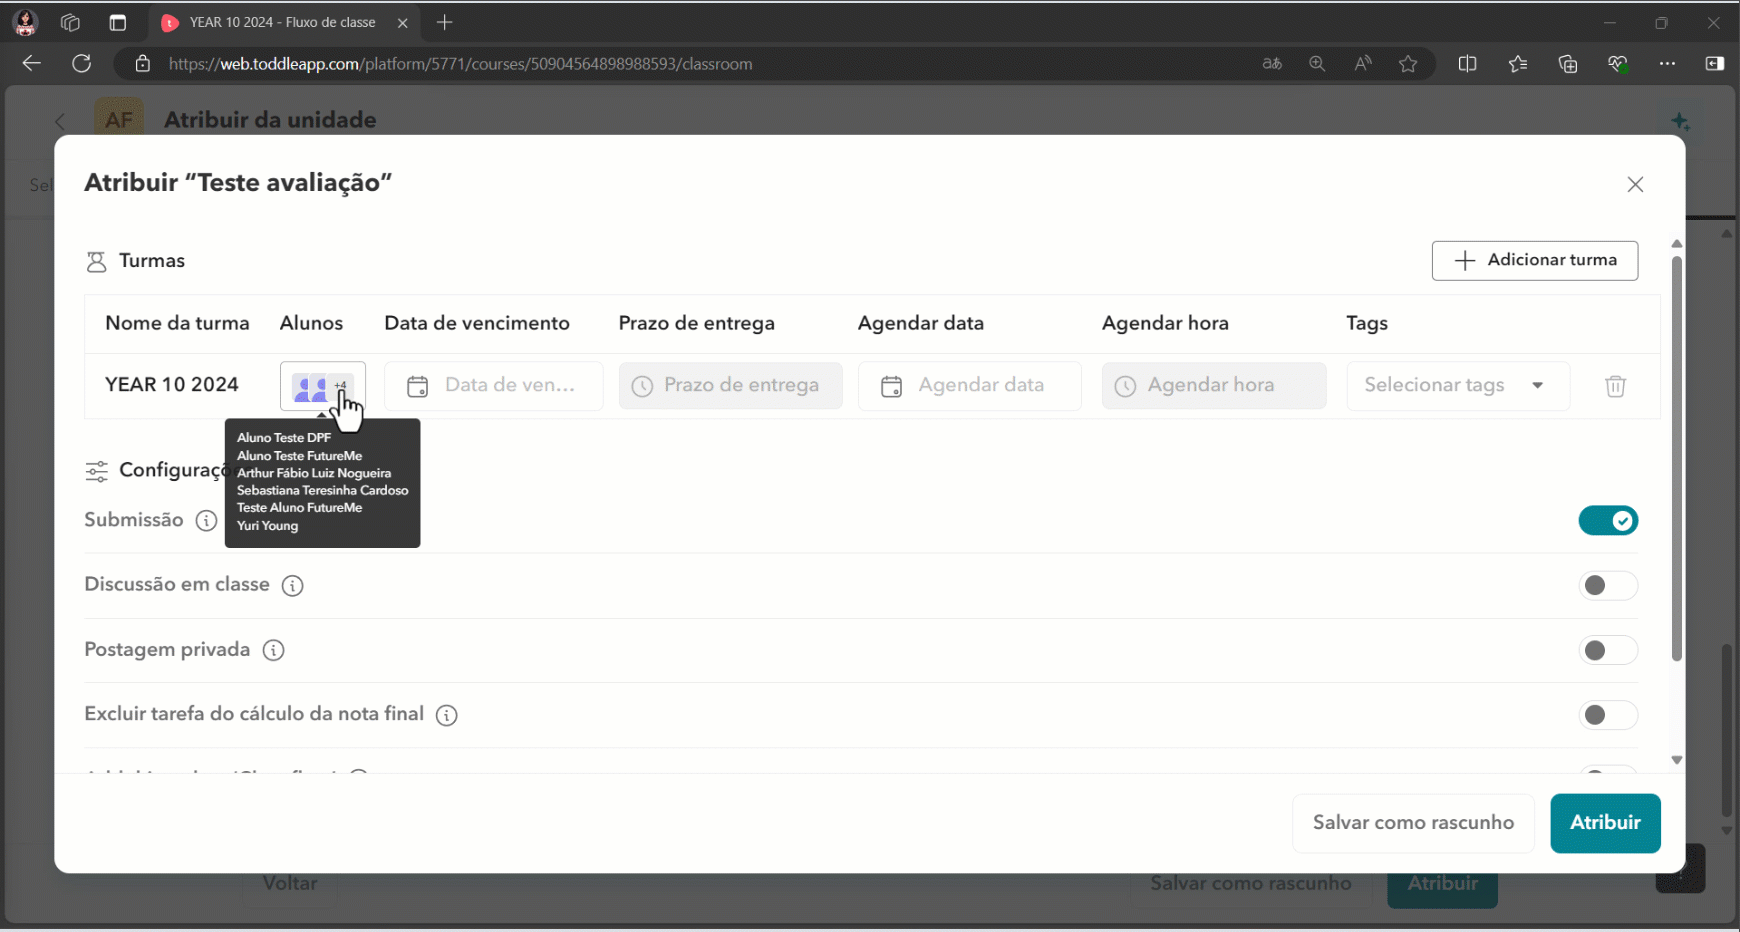 YEAR 10 2024 - Fluxo de classe
https://web.toddleapp.com/platform/5771/courses/50904564898988593/classroom
AF Atribuir da unidade
Sel
Atribuir “Teste avaliação”
Turmas
Adicionar turma
Nome da turma Alunos Data de vencimento Prazo de entrega Agendar data Agendar hora Tags
YEAR 10 2024 +4 Data de ven... Prazo de entrega Agendar data Agendar hora Selecionar tags
Aluno Teste DPF
Aluno Teste FutureMe
Arthur Fábio Luiz Nogueira
Sebastiana Teresinha Cardoso
Teste Aluno FutureMe
Yuri Young
Configuraçõe
Submissão
Discussão em classe
Postagem privada
Excluir tarefa do cálculo da nota final
Salvar como rascunho Atribuir
Voltar Salvar como rascunho Atribuir